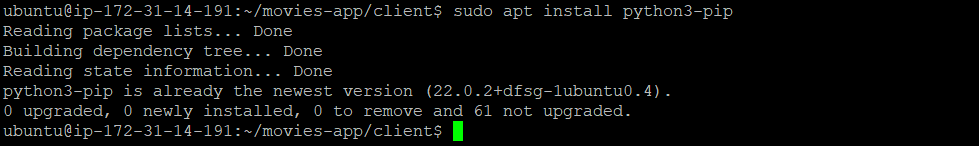 ubuntu@ip-172-31-14-191:~/movies-app/client$ sudo apt install python3-pip
Reading package lists... Done
Building dependency tree... Done
Reading state information... Done
python3-pip is already the newest version (22.0.2+dfsg-1ubuntu0.4).
0 upgraded, 0 newly installed, 0 to remove and 61 not upgraded.
ubuntu@ip-172-31-14-191:~/movies-app/client$